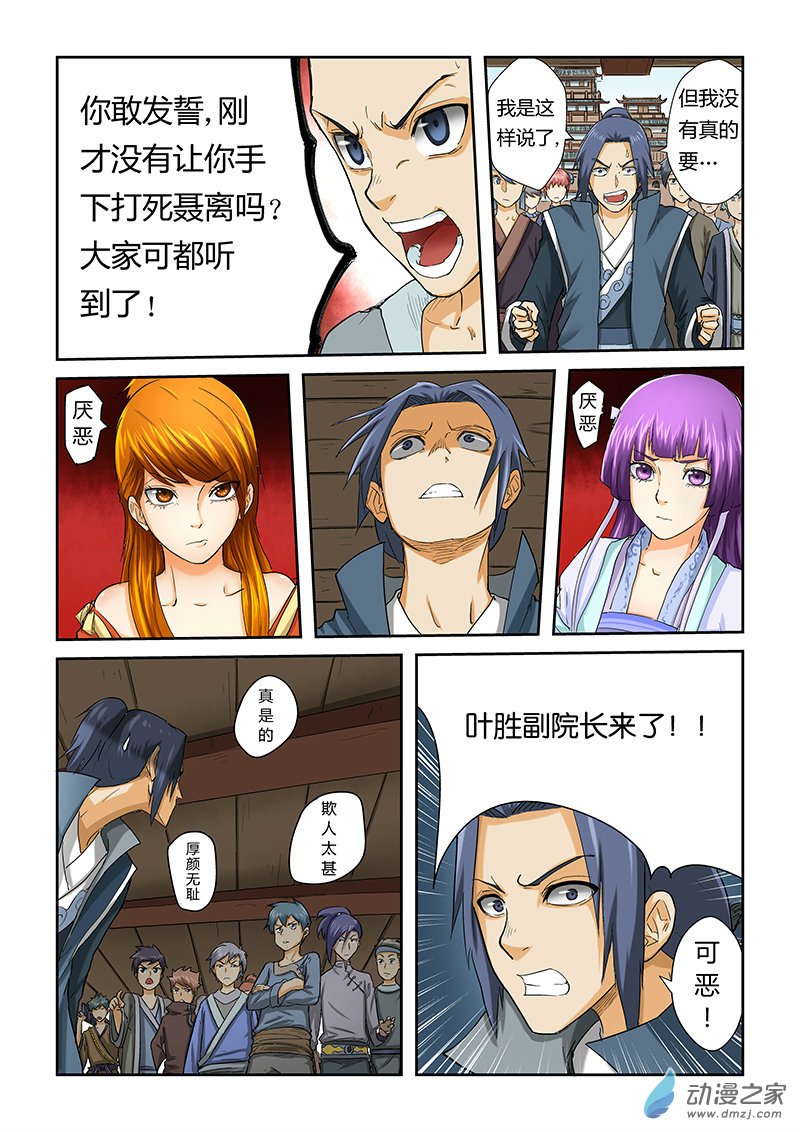 你敢发誓，刚
才没有让你手
下打死聂离吗？
大家可都听
到了！
我是这
样说了，
但我没
有真的
要…
厌恶
厌恶
真是的
欺人太甚
厚颜无耻
叶胜副院长来了！！
可恶！
动漫之家
www.dmzj.com